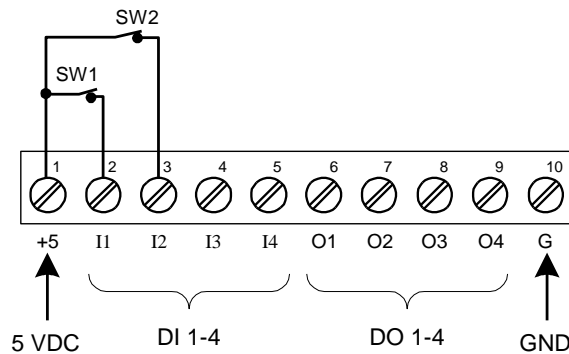 SW2
SW1
1 2 3 4 5 6 7 8 9 10
+5 I1 I2 I3 I4 O1 O2 O3 O4 G
5 VDC DI 1-4 DO 1-4 GND